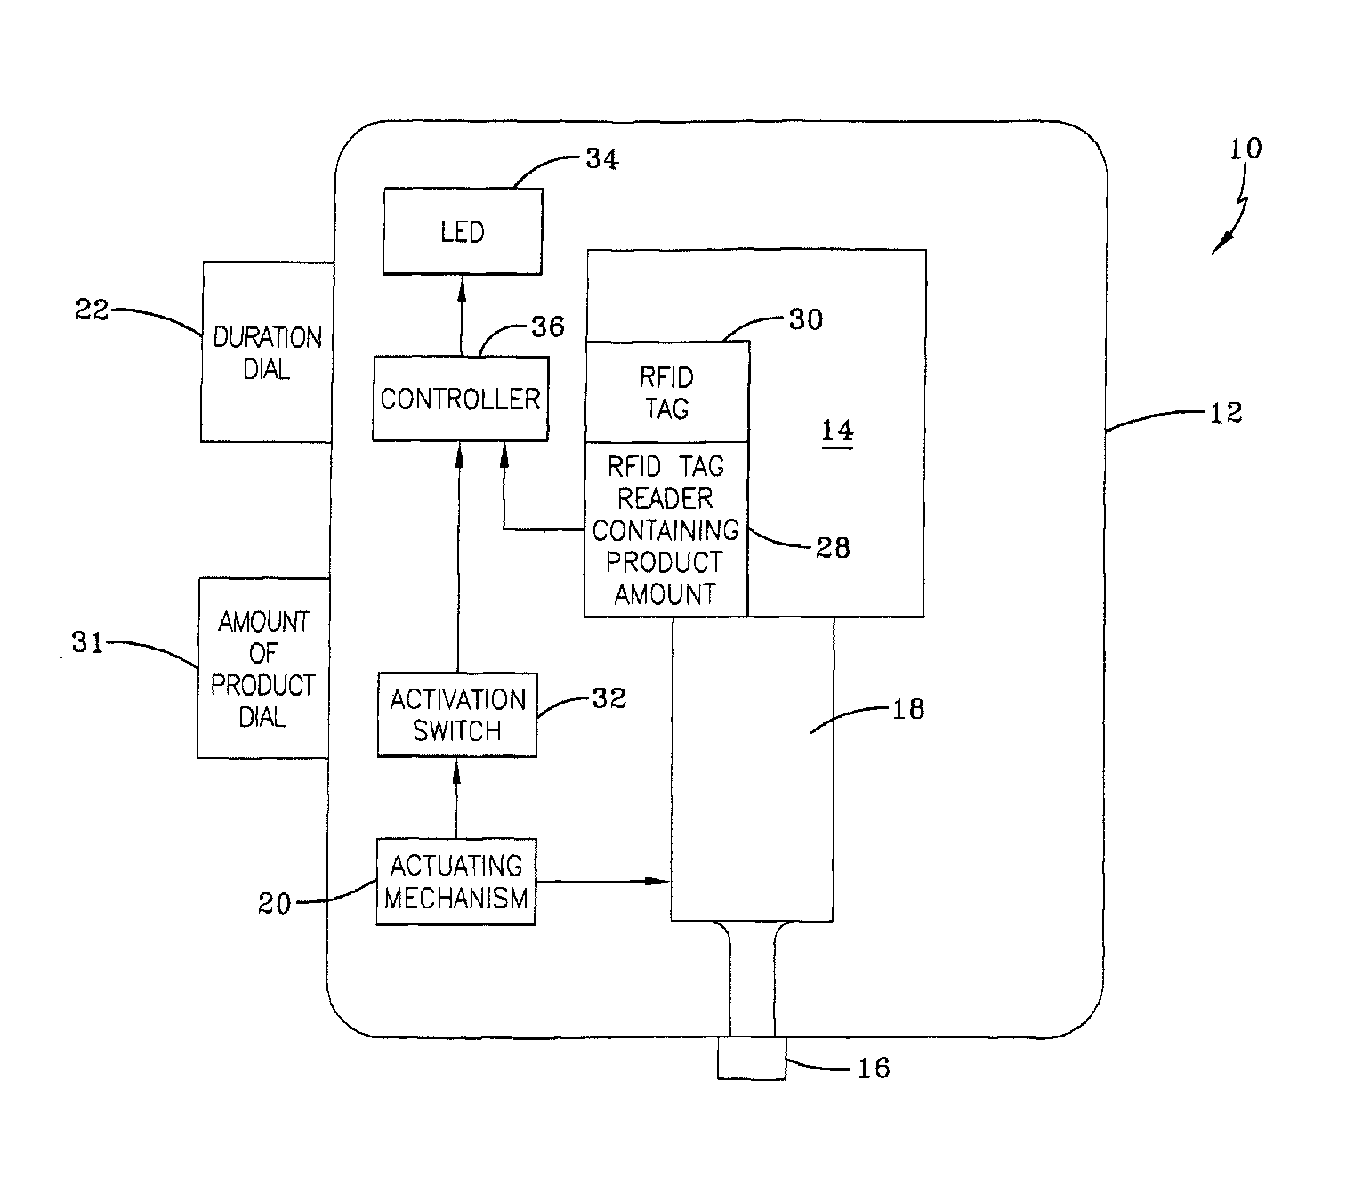 10
34
LED
22
DURATION
DIAL
36
CONTROLLER
30
RFID
TAG
14
12
RFID TAG
READER
CONTAINING
PRODUCT
AMOUNT
28
31
AMOUNT
OF
PRODUCT
DIAL
ACTIVATION
SWITCH
32
18
20
ACTUATING
MECHANISM
16